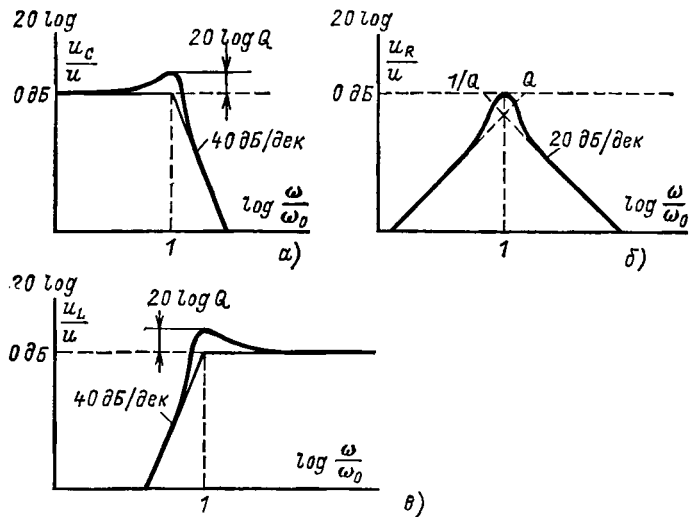 20 log
u_C/u
20 log Q
0 дБ
40 дБ/дек
log ω/ω₀
1
а)
20 log
u_R/u
0 дБ
1/Q
Q
20 дБ/дек
log ω/ω₀
1
б)
20 log
u_L/u
20 log Q
0 дБ
40 дБ/дек
log ω/ω₀
1
в)